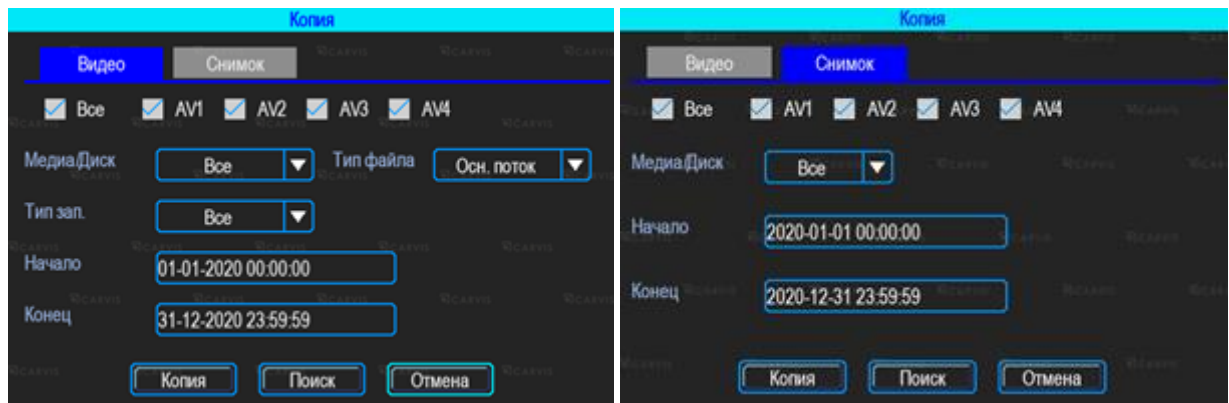 Копия
Видео Снимок
Все AV1 AV2 AV3 AV4
Медиа/Диск Все Тип файла Осн. поток
Тип зап. Все
Начало 01-01-2020 00:00:00
Конец 31-12-2020 23:59:59
Копия Поиск Отмена
Копия
Видео Снимок
Все AV1 AV2 AV3 AV4
Медиа/Диск Все
Начало 2020-01-01 00:00:00
Конец 2020-12-31 23:59:59
Копия Поиск Отмена
CARVIS